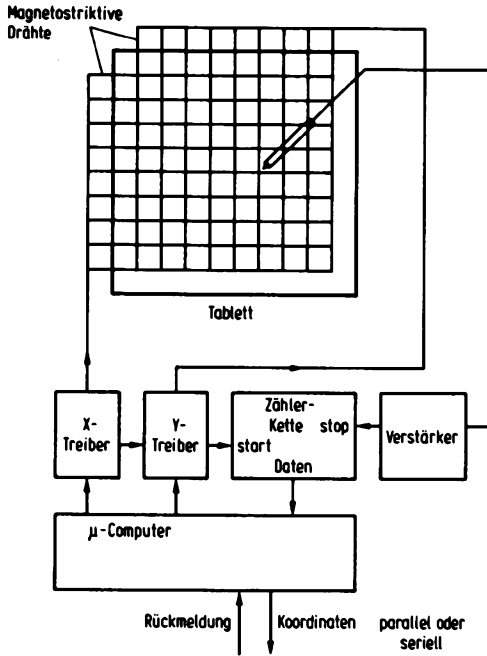 Magnetostriktive
Drähte
Tablett
X-
Treiber
Y-
Treiber
Zähler-
Kette stop
start
Daten
Verstärker
μ-Computer
Rückmeldung
Koordinaten
parallel oder
seriell